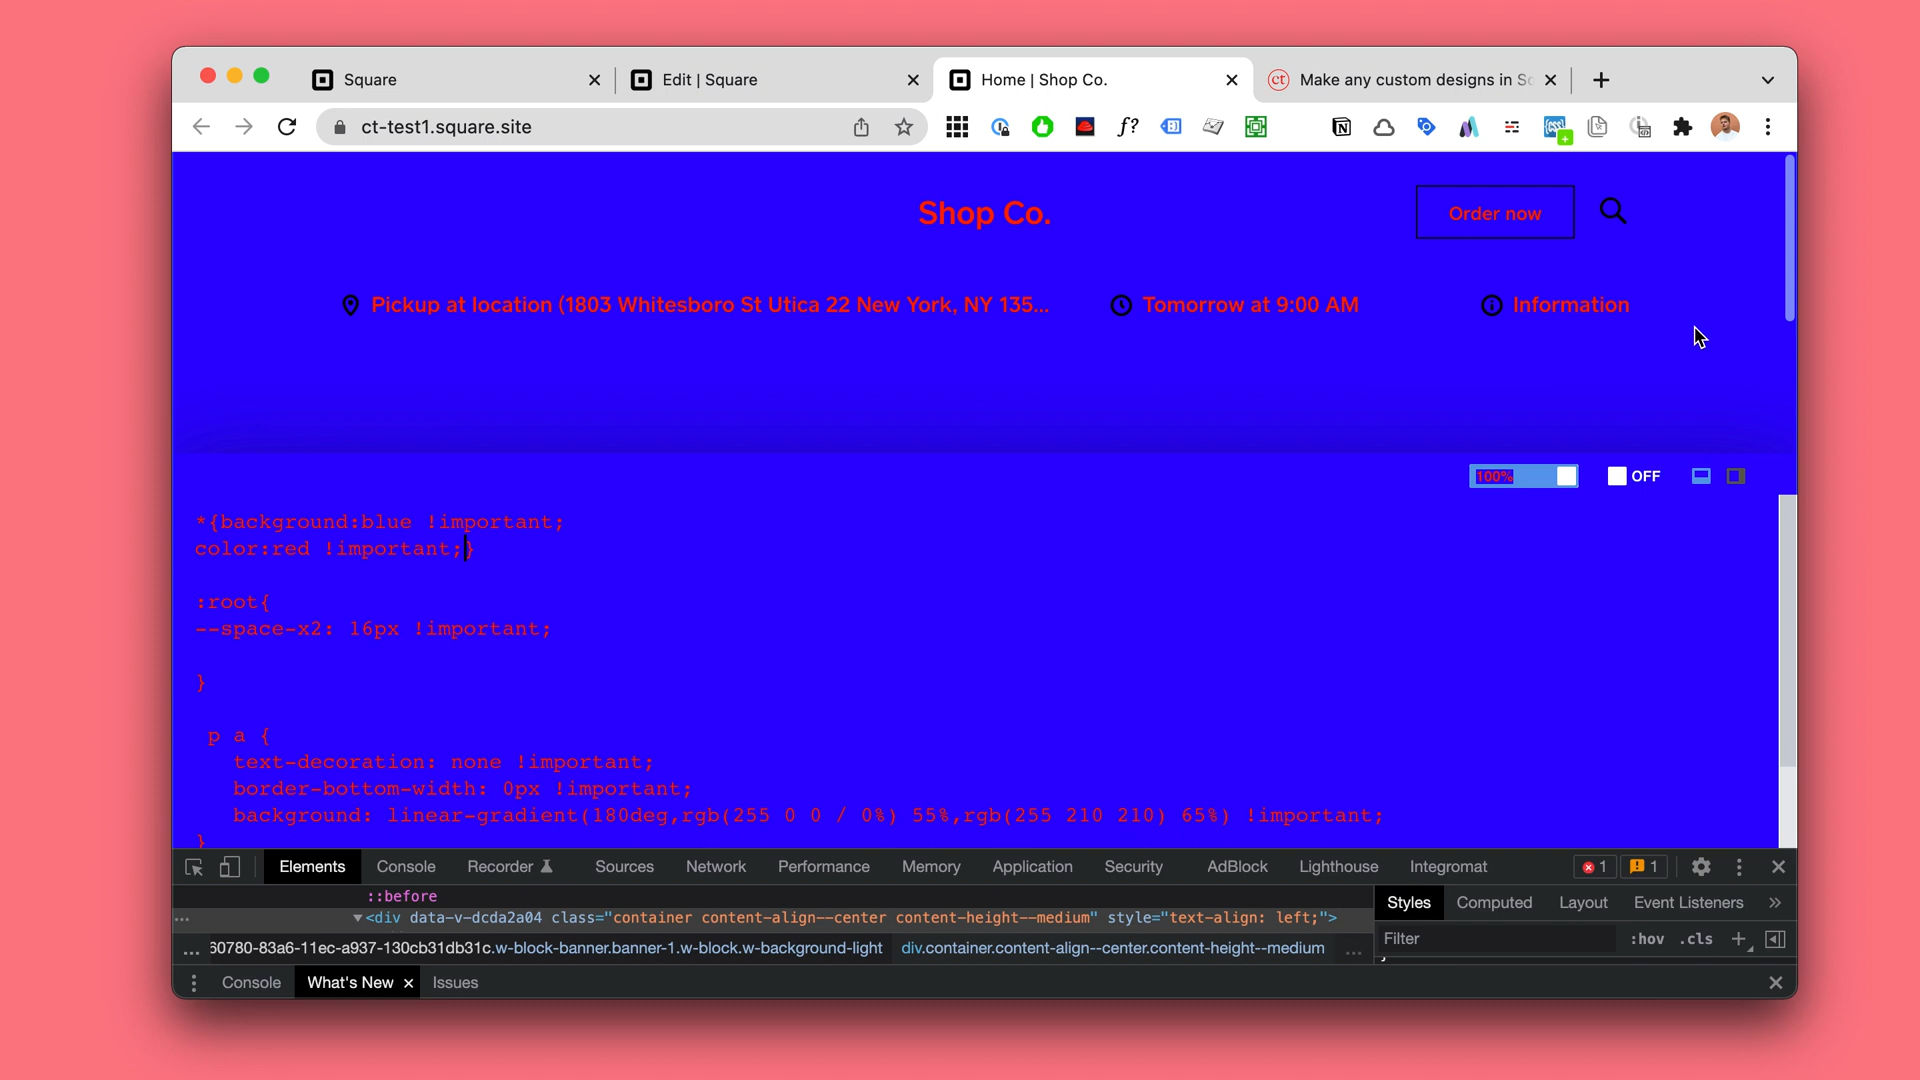 Square
Edit | Square
Home | Shop Co.
ct
Make any custom designs in Sc
ct-test1.square.site
f?
Shop Co.
Order now
Pickup at location (1803 Whitesboro St Utica 22 New York, NY 135...
Tomorrow at 9:00 AM
Information
100%
OFF
*{background:blue !important;
color:red !important;}
:root{
--space-x2: 16px !important;
}
p a {
text-decoration: none !important;
border-bottom-width: 0px !important;
background: linear-gradient(180deg,rgb(255 0 0 / 0%) 55%,rgb(255 210 210) 65%) !important;
}
Elements
Console
Recorder
Sources
Network
Performance
Memory
Application
Security
AdBlock
Lighthouse
Integromat
1
1
::before
<div data-v-dcda2a04 class="container content-align--center content-height--medium" style="text-align: left;">
Styles
Computed
Layout
Event Listeners
... 60780-83a6-11ec-a937-130cb31db31c.w-block-banner.banner-1.w-block.w-background-light
div.container.content-align--center.content-height--medium
...
Filter
:hov
.cls
Console
What's New
Issues